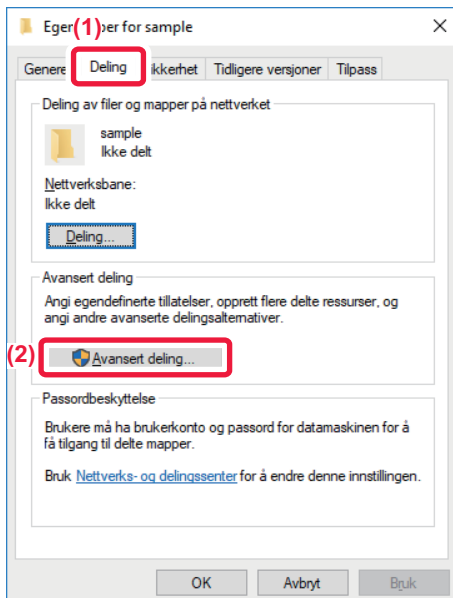 (1)
Egen per for sample
Genere Deling ikkerhet Tidligere versjoner Tilpass
Deling av filer og mapper på nettverket
sample
Ikke delt
Nettverksbane:
Ikke delt
Deling...
Avansert deling
Angi egendefinerte tillatelser, opprett flere delte ressurser, og
angi andre avanserte delingsalternativer.
(2)
Avansert deling...
Passordbeskyttelse
Brukere må ha brukerkonto og passord for datamaskinen for å
få tilgang til delte mapper.
Bruk Nettverks- og delingssenter for å endre denne innstillingen.
OK Avbryt Bruk